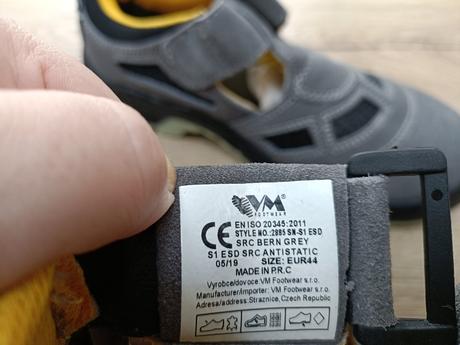 VM
VM
FOOTWEAR
CE
EN ISO 20345:2011
STYLE NO.:2885 SN-S1 ESD
SRC BERN GREY
S1 ESD SRC ANTISTATIC
05/19 SIZE: EUR44
MADE IN P.R.C
Vyrobce/dovoce:VM Footwear s.r.o.
Manufacturer/importer: VM Footwear s.r.o.
Adresa/address: Straznice, Czech Republic